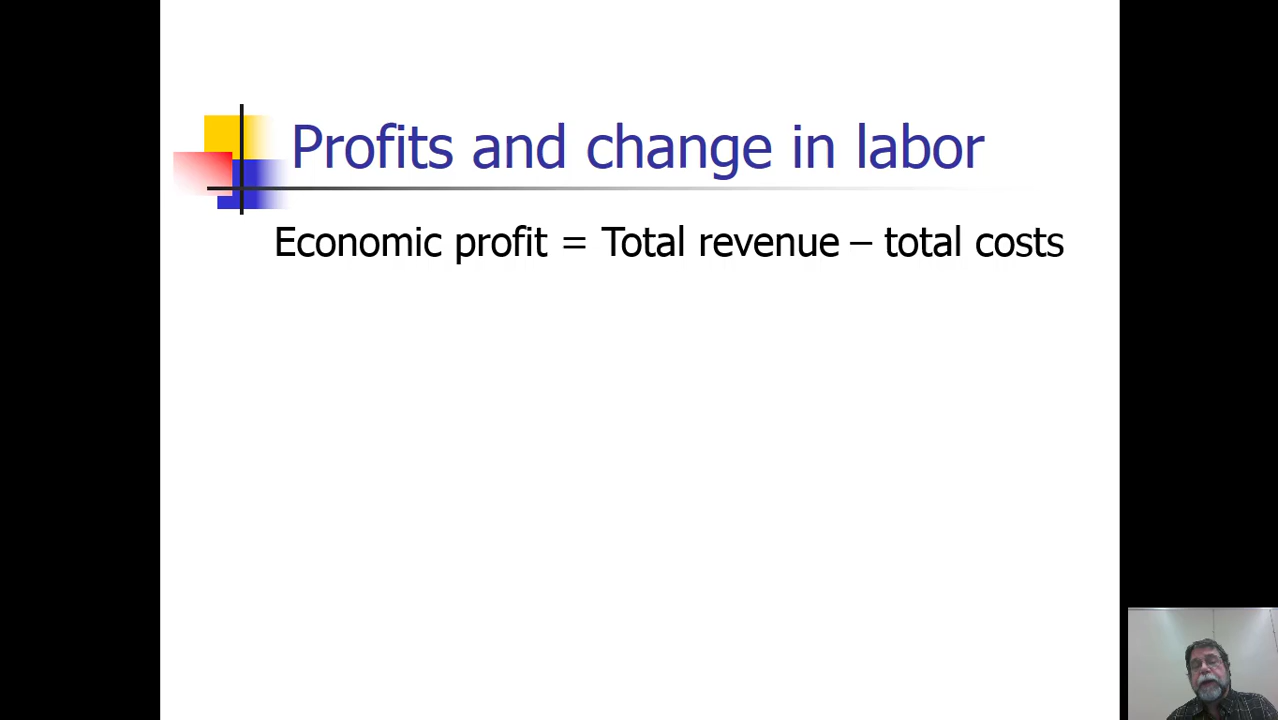 Profits and change in labor
Economic profit = Total revenue – total costs